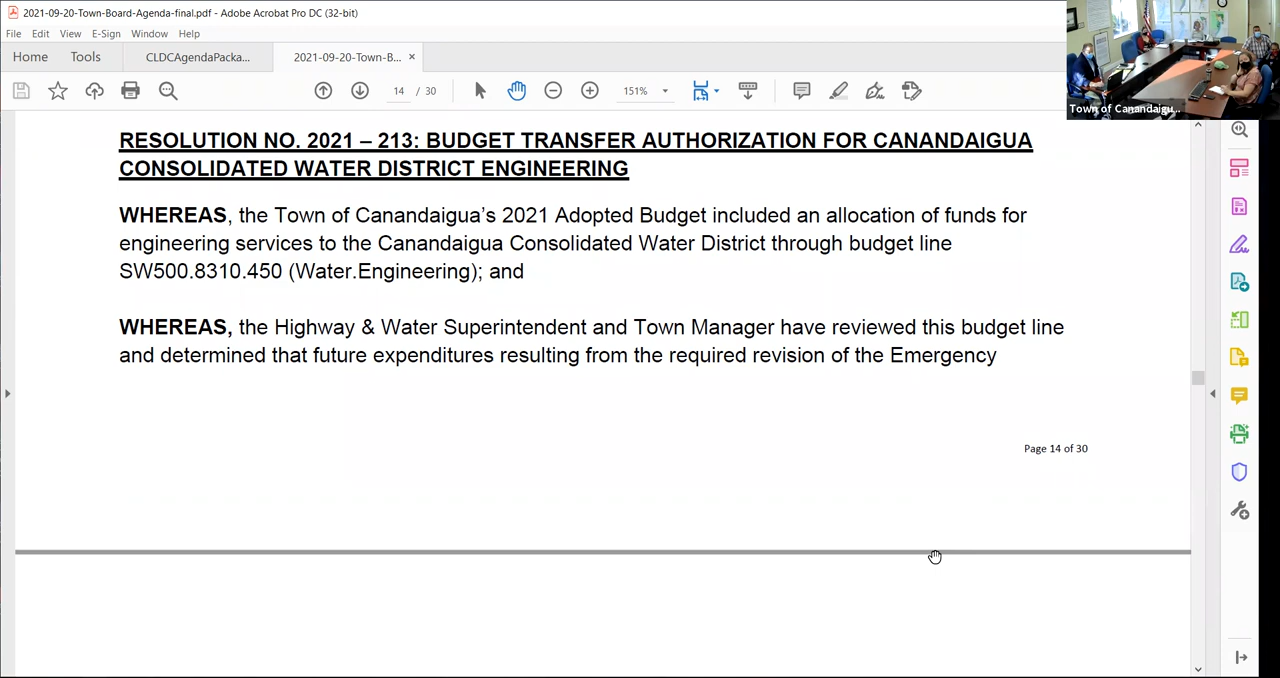 2021-09-20-Town-Board-Agenda-final.pdf - Adobe Acrobat Pro DC (32-bit)
File Edit View E-Sign Window Help
Home Tools CLDCAgendaPacka... 2021-09-20-Town-B... ×
14 / 30 151%
Town of Canandaigu...
RESOLUTION NO. 2021 – 213: BUDGET TRANSFER AUTHORIZATION FOR CANANDAIGUA
CONSOLIDATED WATER DISTRICT ENGINEERING
WHEREAS, the Town of Canandaigua’s 2021 Adopted Budget included an allocation of funds for
engineering services to the Canandaigua Consolidated Water District through budget line
SW500.8310.450 (Water.Engineering); and
WHEREAS, the Highway & Water Superintendent and Town Manager have reviewed this budget line
and determined that future expenditures resulting from the required revision of the Emergency
Page 14 of 30